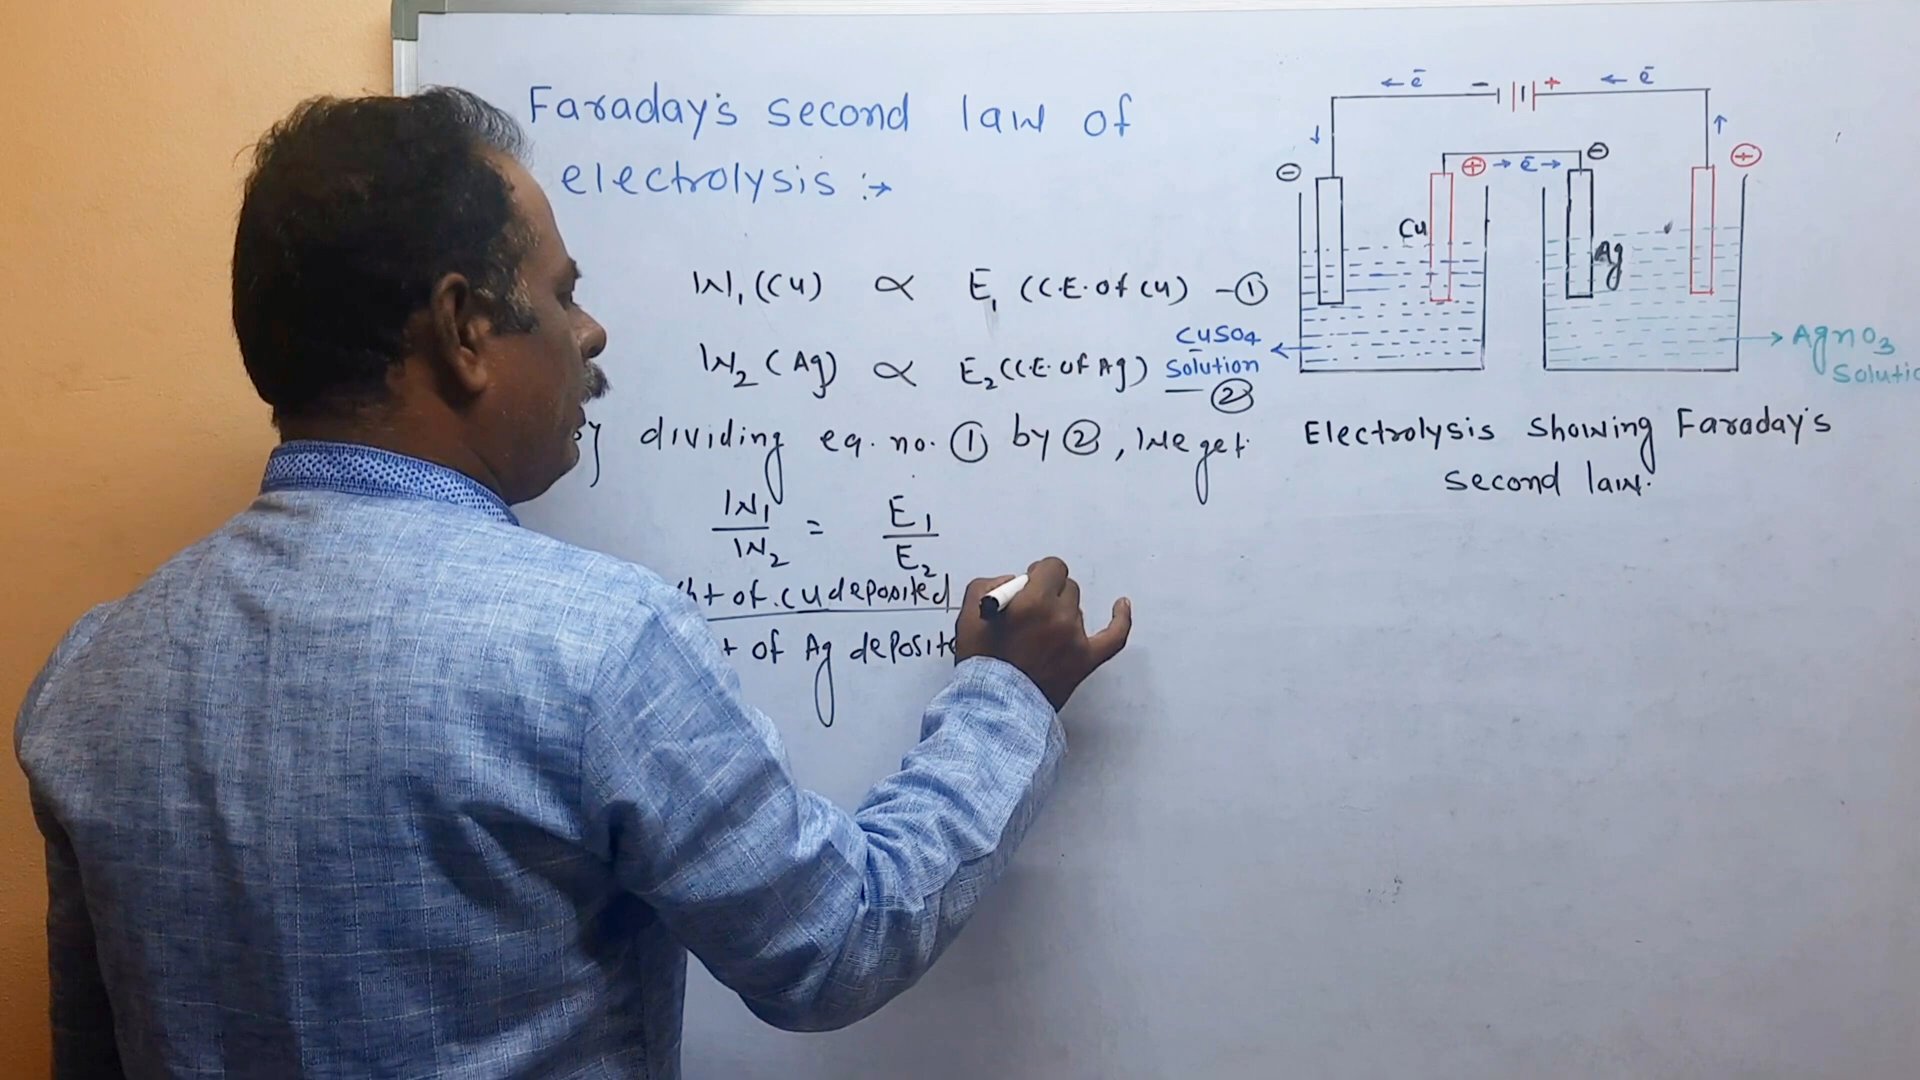 Faraday's second law of
electrolysis :→
W₁ (Cu) ∝ E₁ (C.E. of Cu) - ①
W₂ (Ag) ∝ E₂ (C.E. of Ag) - ②
dividing eq. no. ① by ②, we get
W₁/W₂ = E₁/E₂
ht of Cu deposited
t of Ag deposite
← e⁻ - + ← e⁻
⊖ ⊕ → e⁻ → ⊖ ⊕
Cu
Ag
CuSO₄
Solution
AgNO₃
Solutio
Electrolysis showing Faraday's
second law.